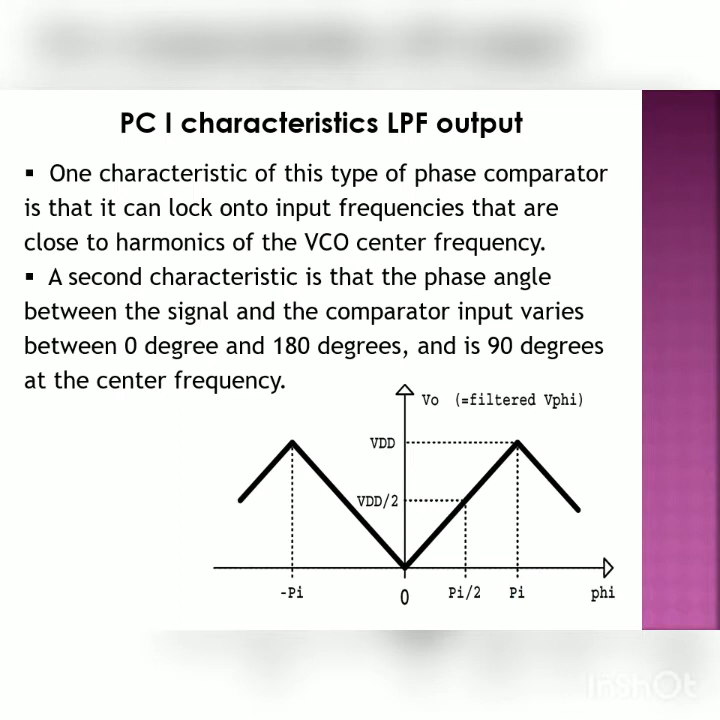 PC I characteristics LPF output
▪ One characteristic of this type of phase comparator
is that it can lock onto input frequencies that are
close to harmonics of the VCO center frequency.
▪ A second characteristic is that the phase angle
between the signal and the comparator input varies
between 0 degree and 180 degrees, and is 90 degrees
at the center frequency.
Vo (=filtered Vphi)
VDD
VDD/2
-Pi
0
Pi/2
Pi
phi
InshOt